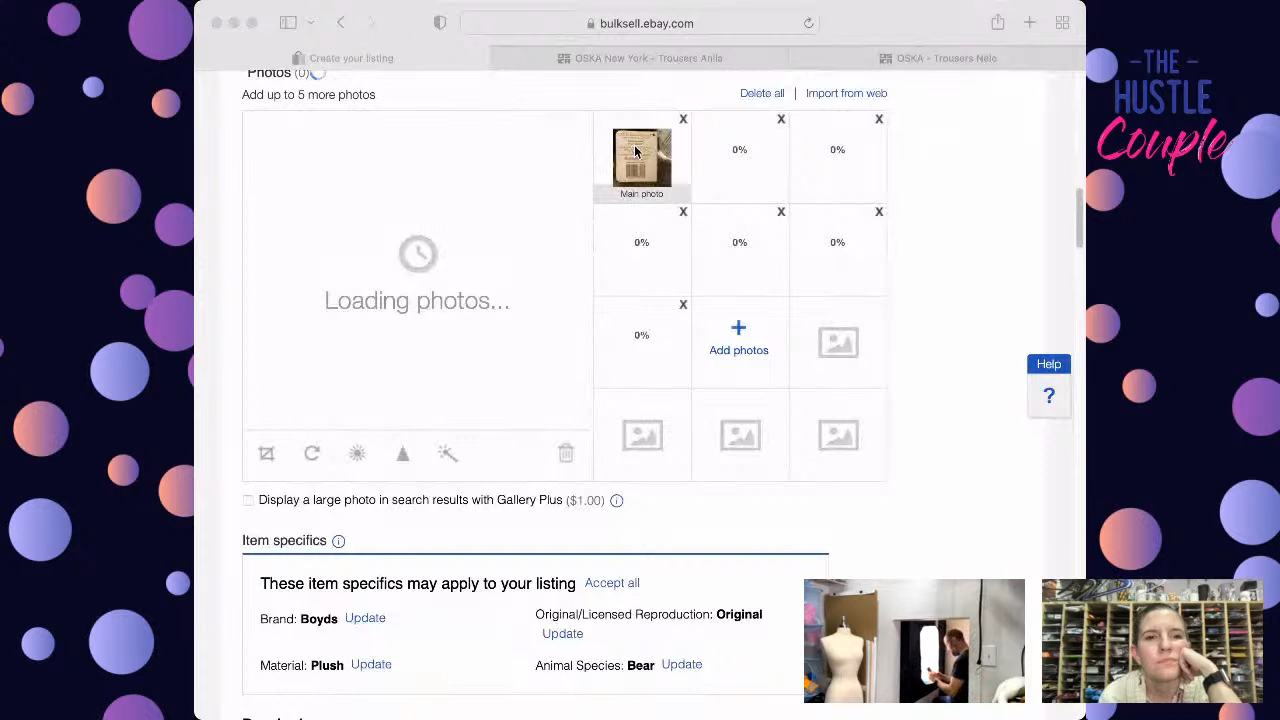 bulksell.ebay.com
Create your listing
OSKA New York - Trousers Anila
OSKA - Trousers Nele
Photos (0)
Add up to 5 more photos
Delete all | Import from web
X
X
X
0%
0%
Main photo
X
X
X
0%
0%
0%
X
0%
+
Add photos
Loading photos...
Display a large photo in search results with Gallery Plus ($1.00)
Item specifics
These item specifics may apply to your listing Accept all
Brand: Boyds Update
Original/Licensed Reproduction: Original
Update
Material: Plush Update
Animal Species: Bear Update
Help
?
-THE-
HUSTLE
Couple